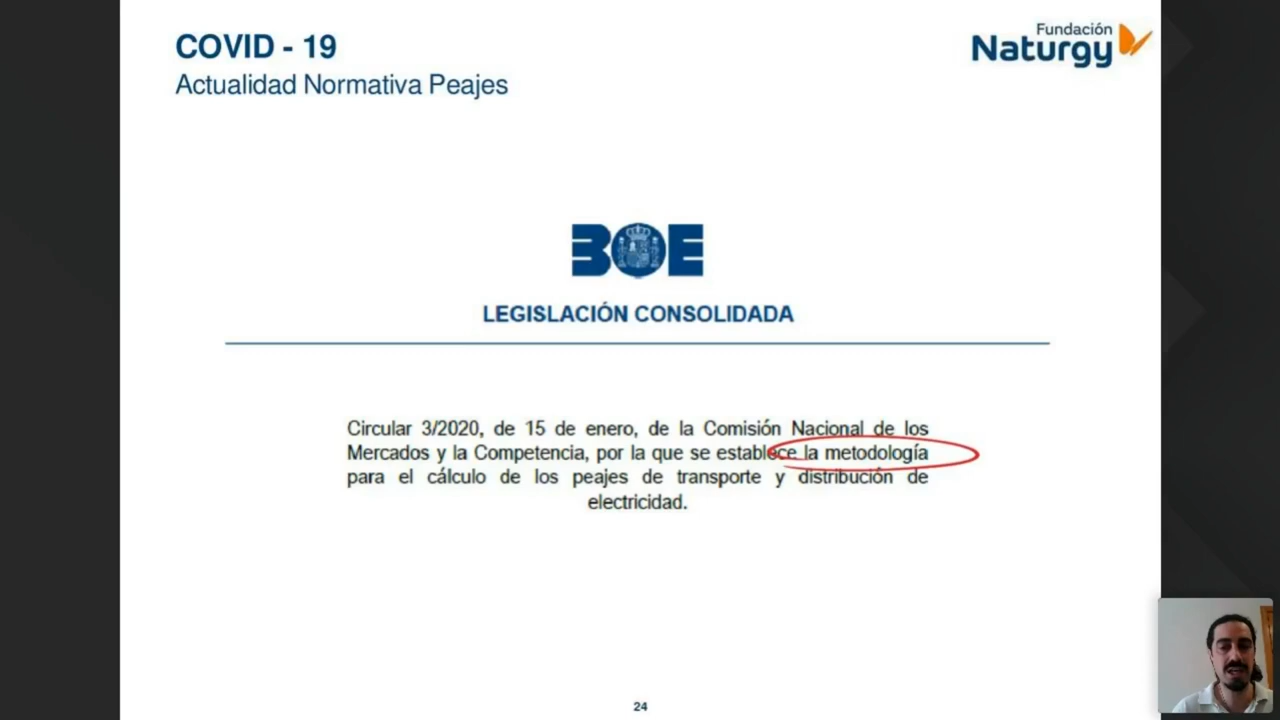 COVID - 19
Actualidad Normativa Peajes
Fundación
Naturgy
BOE
LEGISLACIÓN CONSOLIDADA
Circular 3/2020, de 15 de enero, de la Comisión Nacional de los
Mercados y la Competencia, por la que se establece la metodología
para el cálculo de los peajes de transporte y distribución de
electricidad.
24